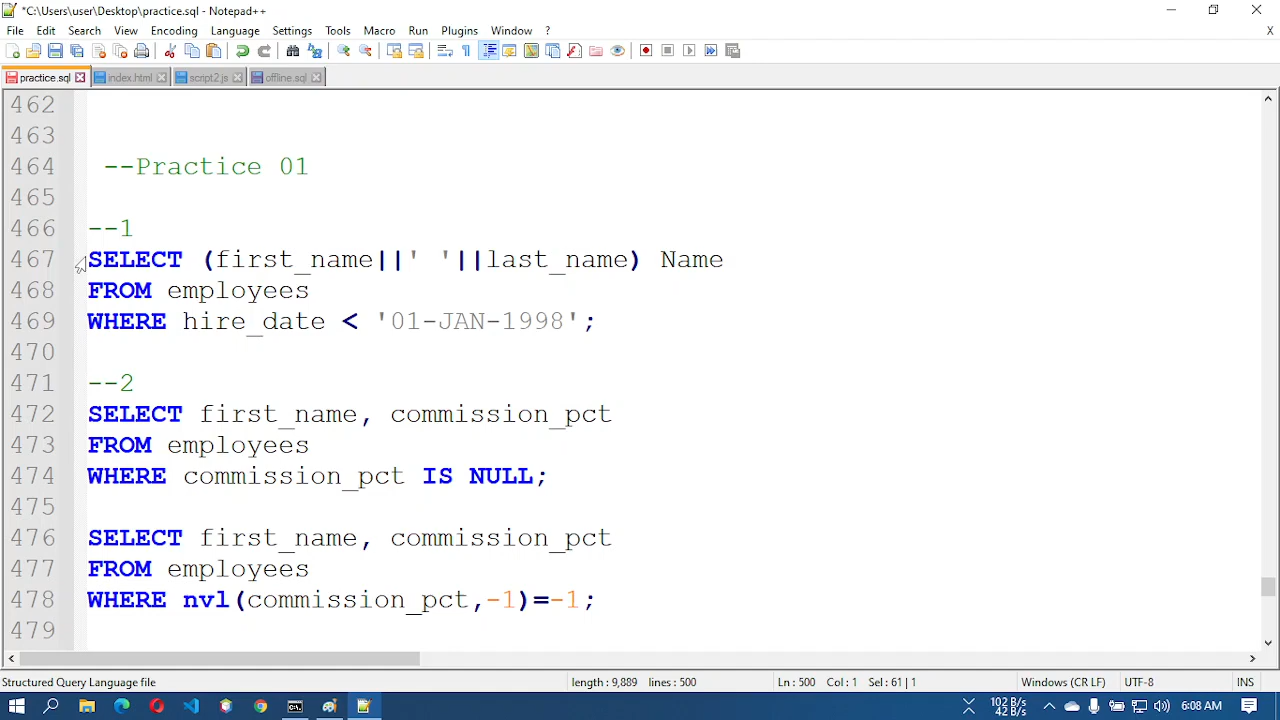 *C:\Users\user\Desktop\practice.sql - Notepad++
File Edit Search View Encoding Language Settings Tools Macro Run Plugins Window ? X
practice.sql index.html script2.js offline.sql
462
463
464 --Practice 01
465
466 --1
467 SELECT (first_name||' '||last_name) Name
468 FROM employees
469 WHERE hire_date < '01-JAN-1998';
470
471 --2
472 SELECT first_name, commission_pct
473 FROM employees
474 WHERE commission_pct IS NULL;
475
476 SELECT first_name, commission_pct
477 FROM employees
478 WHERE nvl(commission_pct,-1)=-1;
479
Structured Query Language file length : 9,889 lines : 500 Ln : 500 Col : 1 Sel : 61 | 1 Windows (CR LF) UTF-8 INS
102 B/s
42 B/s
6:08 AM